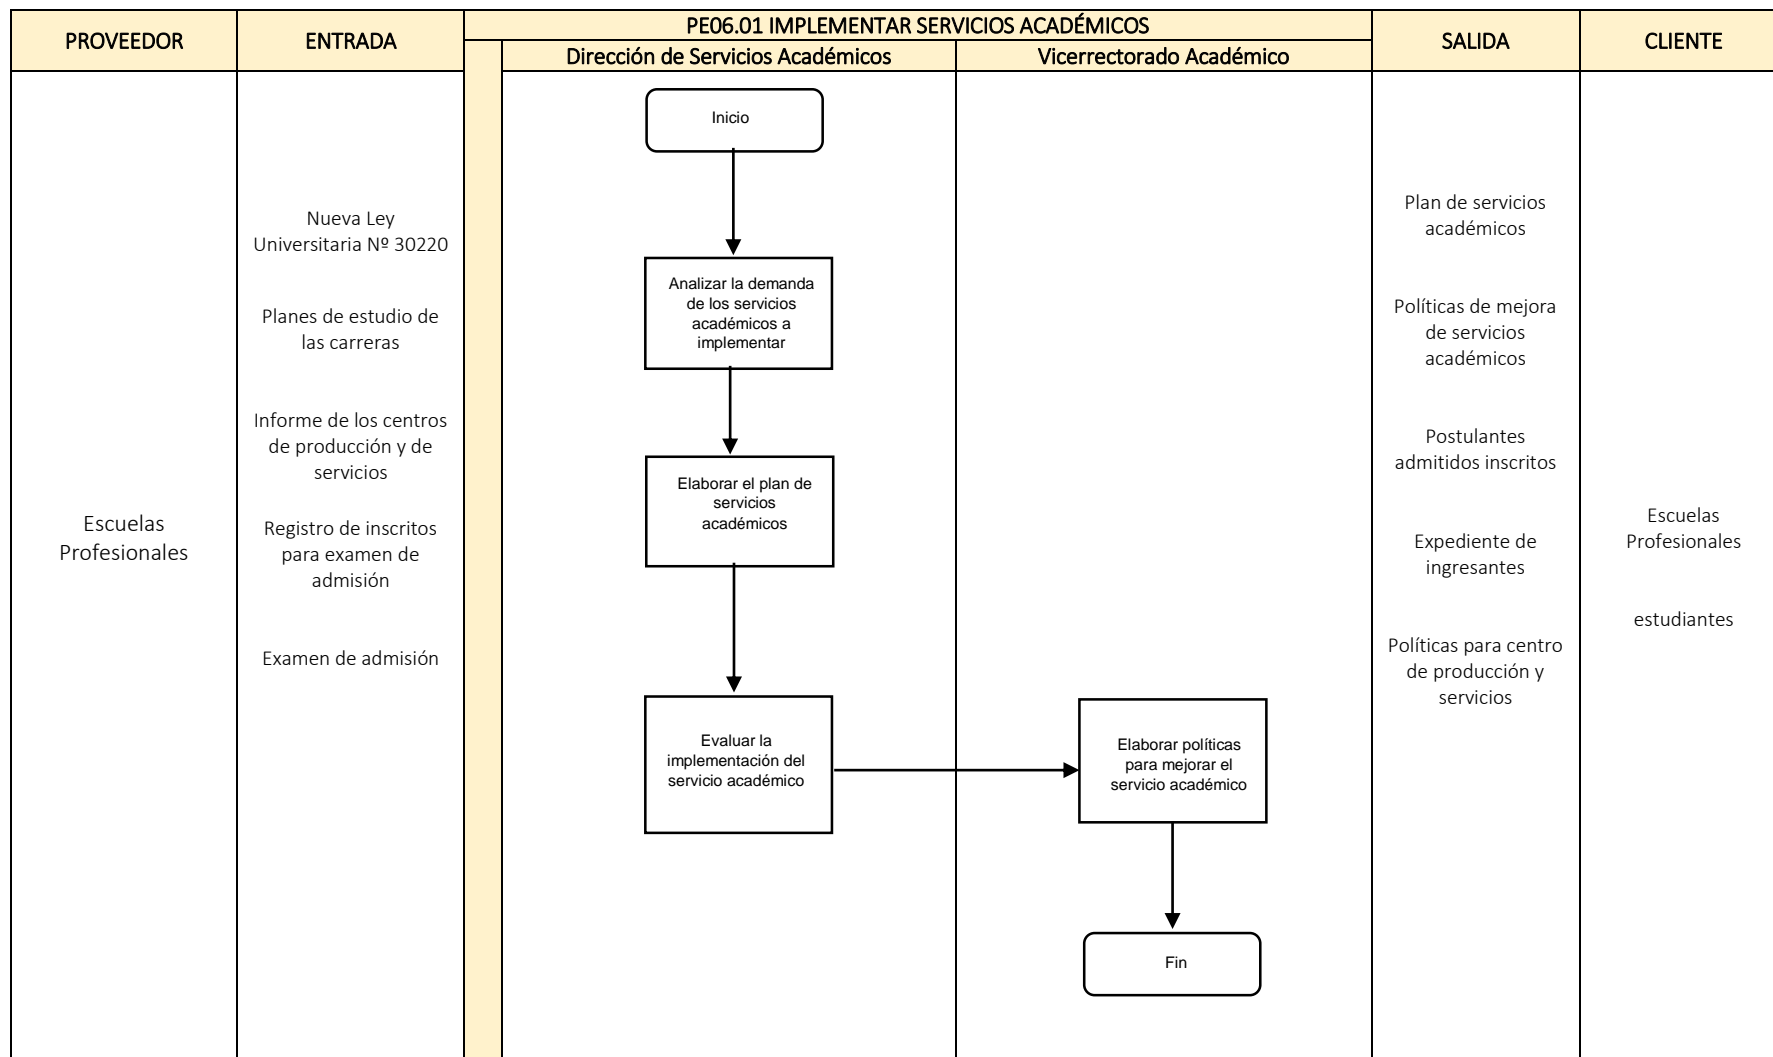 PROVEEDOR
ENTRADA
PE06.01 IMPLEMENTAR SERVICIOS ACADÉMICOS
Dirección de Servicios Académicos
Vicerrectorado Académico
SALIDA
CLIENTE
Escuelas
Profesionales
Nueva Ley
Universitaria Nº 30220
Planes de estudio de
las carreras
Informe de los centros
de producción y de
servicios
Registro de inscritos
para examen de
admisión
Examen de admisión
Inicio
Analizar la demanda
de los servicios
académicos a
implementar
Elaborar el plan de
servicios
académicos
Evaluar la
implementación del
servicio académico
Elaborar políticas
para mejorar el
servicio académico
Fin
Plan de servicios
académicos
Políticas de mejora
de servicios
académicos
Postulantes
admitidos inscritos
Expediente de
ingresantes
Políticas para centro
de producción y
servicios
Escuelas
Profesionales
estudiantes